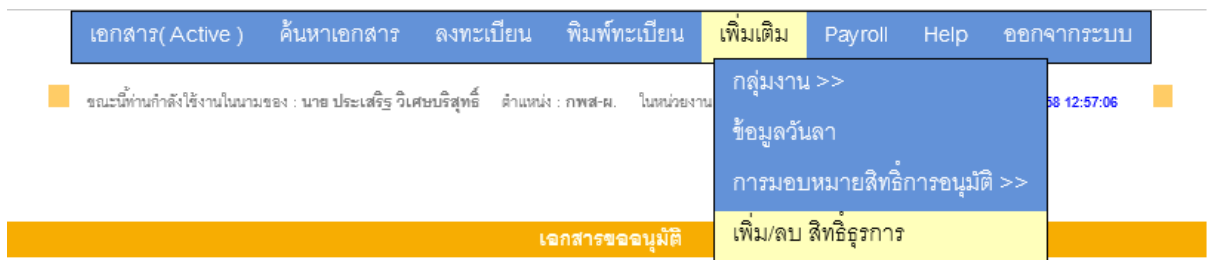 เอกสาร( Active ) ค้นหาเอกสาร ลงทะเบียน พิมพ์ทะเบียน เพิ่มเติม Payroll Help ออกจากระบบ
กลุ่มงาน >>
ขณะนี้ท่านกำลังใช้งานในนามของ : นาย ประเสริฐ วิเศษบริสุทธิ์ ตำแหน่ง : กพส-ผ. ในหน่วยงา 58 12:57:06
ข้อมูลวันลา
การมอบหมายสิทธิ์การอนุมัติ >>
เพิ่ม/ลบ สิทธิ์ธุรการ
เอกสารขออนุมัติ